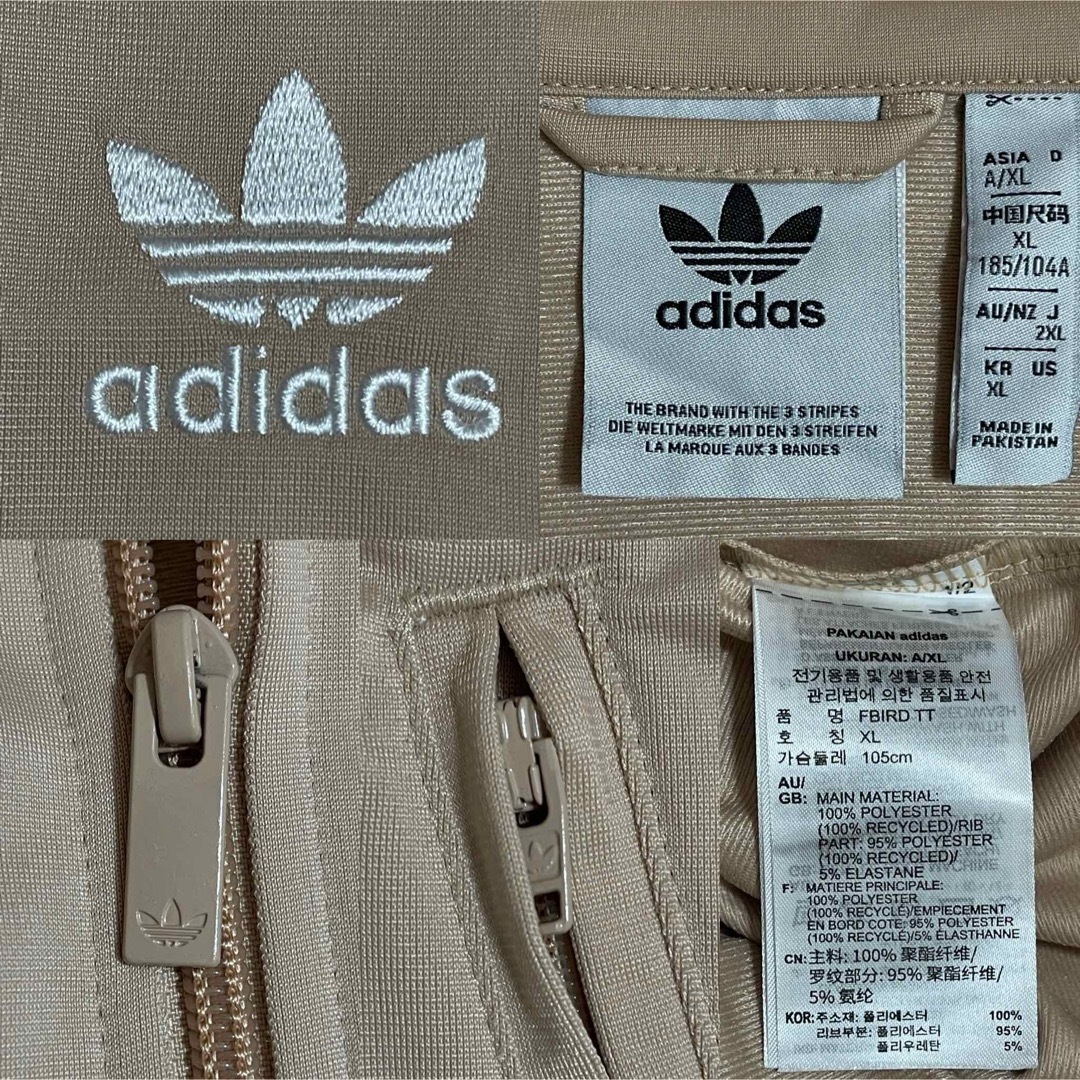 adidas
adidas
THE BRAND WITH THE 3 STRIPES
DIE WELTMARKE MIT DEN 3 STREIFEN
LA MARQUE AUX 3 BANDES
ASIA D
A/XL
中国尺码
XL
185/104A
AU/NZ J
2XL
KR US
XL
MADE IN
PAKISTAN
1/2
PAKAIAN adidas
UKURAN: A/XL
전기용품 및 생활용품 안전
관리법에 의한 품질표시
품 명 FBIRD TT
호 칭 XL
가슴둘레 105cm
AU/
GB: MAIN MATERIAL:
100% POLYESTER
(100% RECYCLED)/RIB
PART: 95% POLYESTER
(100% RECYCLED)/
5% ELASTANE
F: MATIERE PRINCIPALE:
100% POLYESTER
(100% RECYCLÉ)/EMPIECEMENT
EN BORD COTE: 95% POLYESTER
(100% RECYCLÉ)/5% ÉLASTHANNE
CN: 主料: 100% 聚酯纤维/
罗纹部分: 95% 聚酯纤维/
5% 氨纶
KOR: 주소재: 폴리에스터 100%
리브부분: 폴리에스터 95%
폴리우레탄 5%